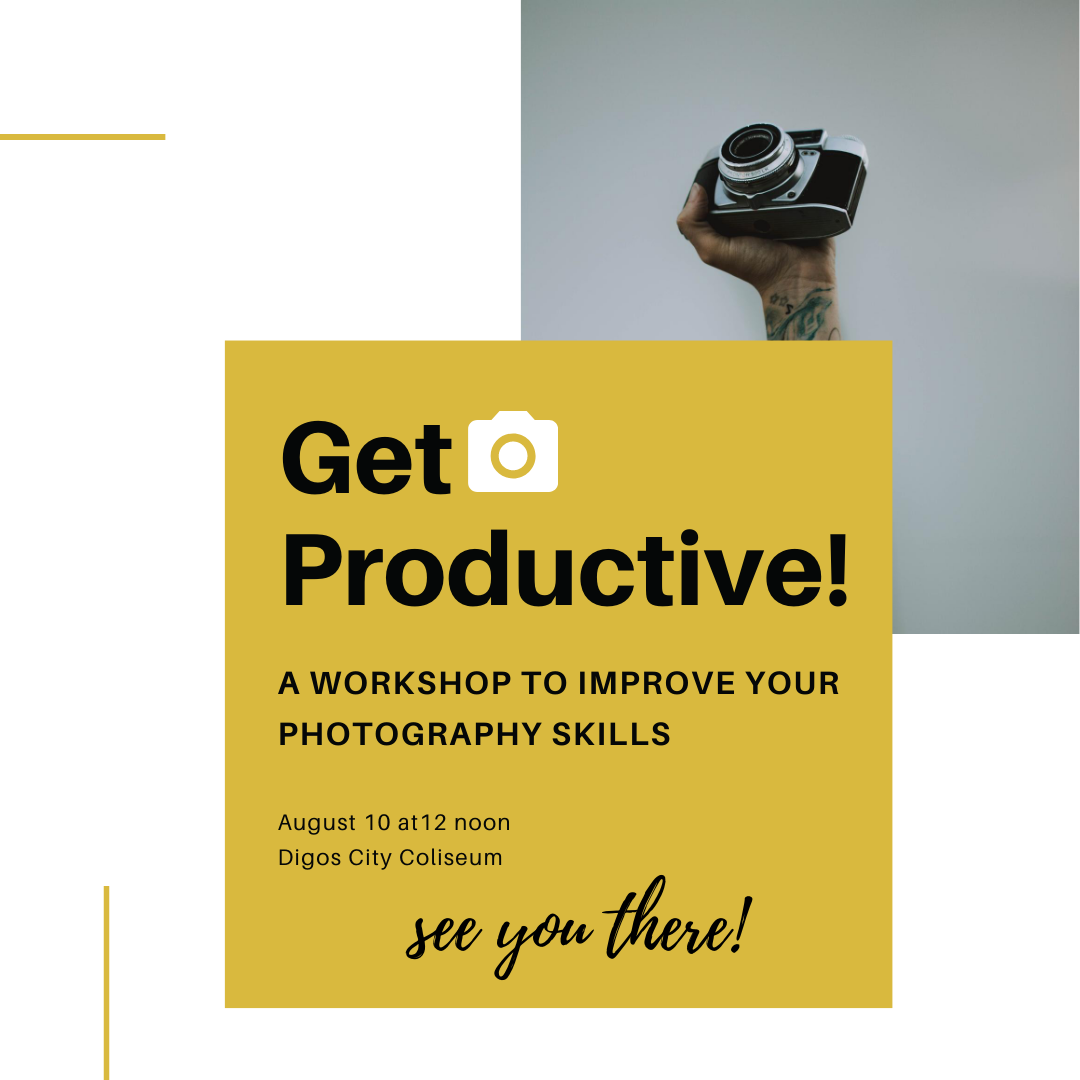 Get
Productive!
A WORKSHOP TO IMPROVE YOUR
PHOTOGRAPHY SKILLS
August 10 at12 noon
Digos City Coliseum
see you there!